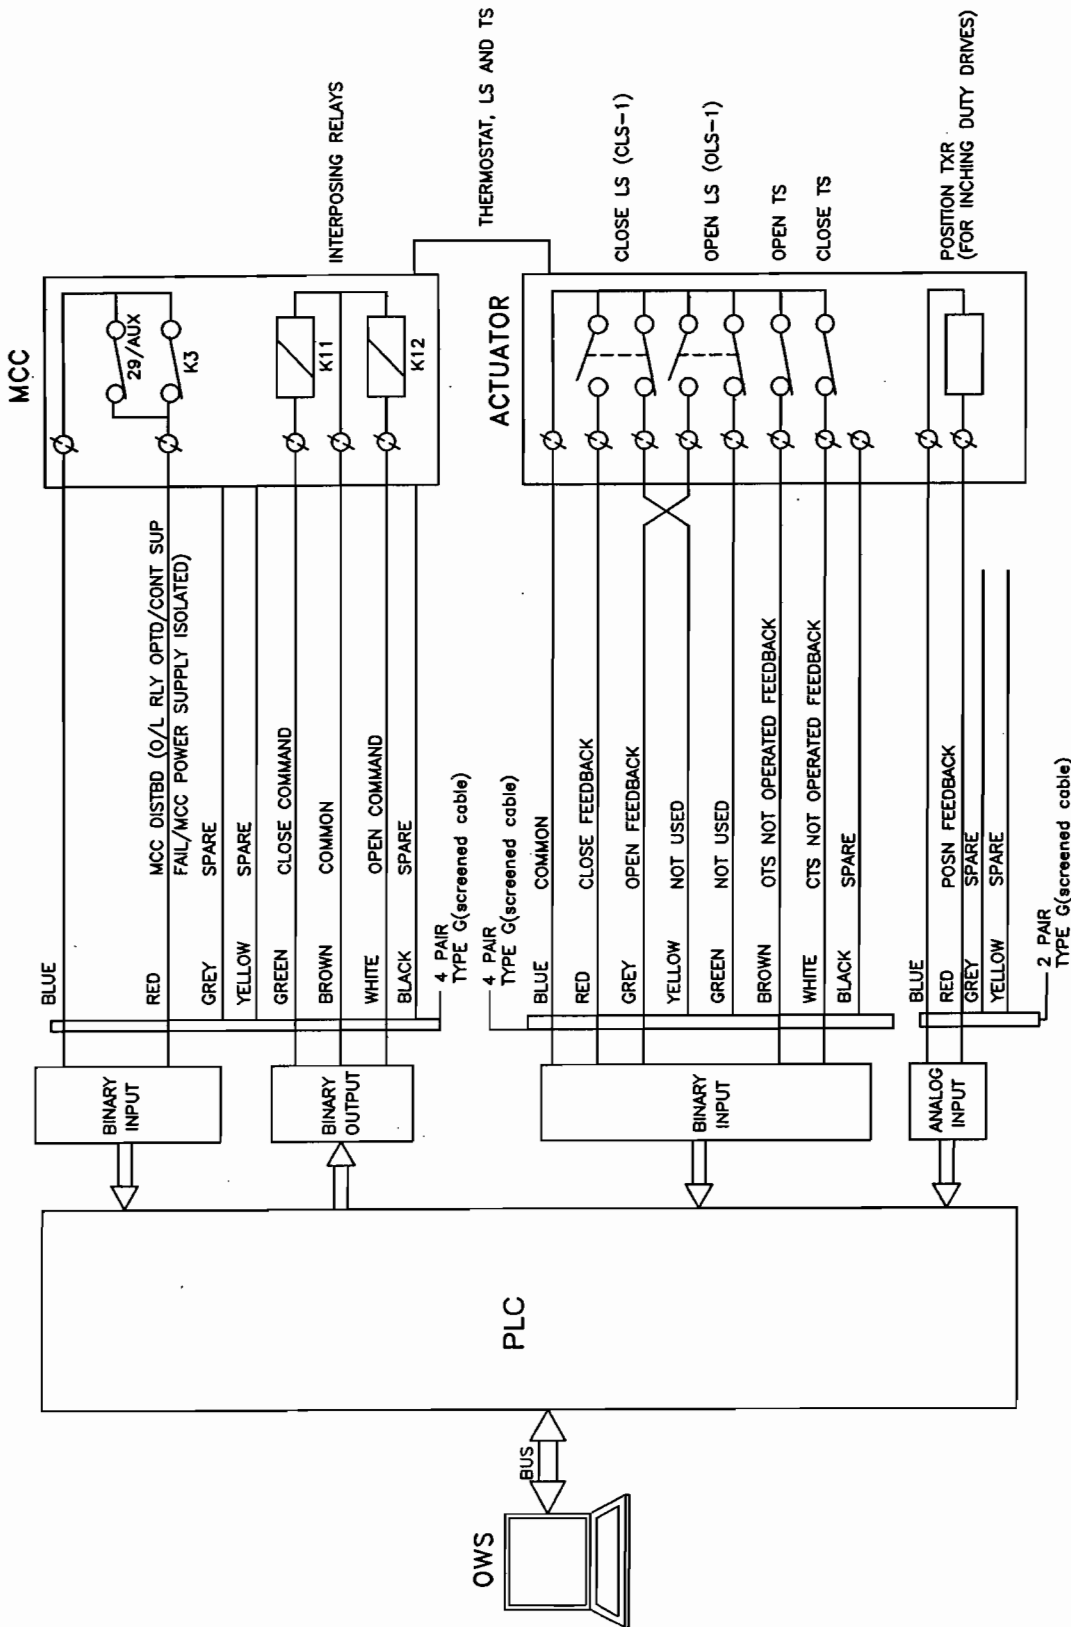 MCC
29/AUX
K3
K11
K12
INTERPOSING RELAYS
BLUE
RED
MCC DISTBD (O/L RLY OPTD/CONT SUP
FAIL/MCC POWER SUPPLY ISOLATED)
GREY SPARE
YELLOW SPARE
GREEN CLOSE COMMAND
BROWN COMMON
WHITE OPEN COMMAND
BLACK SPARE
4 PAIR
TYPE G(screened cable)
BINARY
INPUT
BINARY
OUTPUT
THERMOSTAT, LS AND TS
ACTUATOR
CLOSE LS (CLS-1)
OPEN LS (OLS-1)
OPEN TS
CLOSE TS
POSITION TXR
(FOR INCHING DUTY DRIVES)
4 PAIR
TYPE G(screened cable)
BLUE COMMON
RED CLOSE FEEDBACK
GREY OPEN FEEDBACK
YELLOW NOT USED
GREEN NOT USED
BROWN OTS NOT OPERATED FEEDBACK
WHITE CTS NOT OPERATED FEEDBACK
BLACK SPARE
BINARY
INPUT
BLUE
RED POSN FEEDBACK
GREY SPARE
YELLOW SPARE
2 PAIR
TYPE G(screened cable)
ANALOG
INPUT
PLC
BUS
OWS